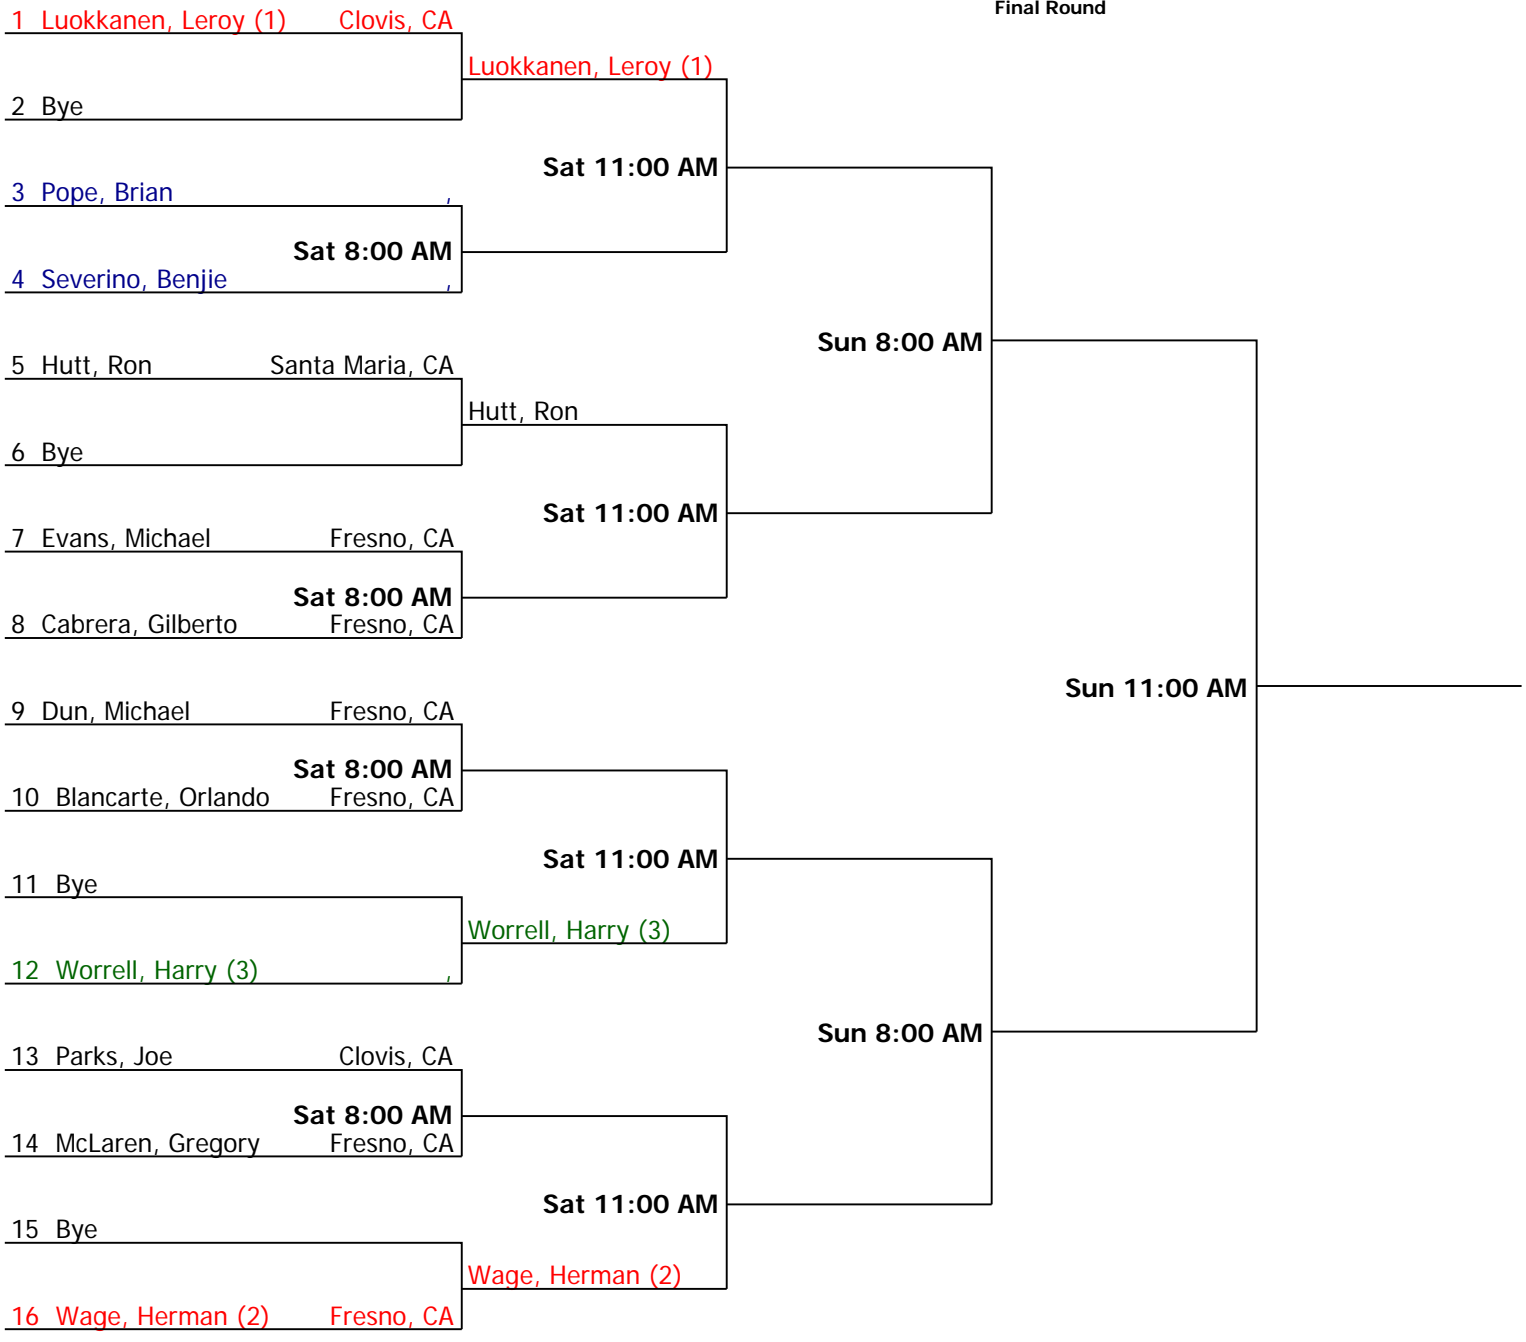 Final Round
1 Luokkanen, Leroy (1) Clovis, CA
Luokkanen, Leroy (1)
2 Bye
Sat 11:00 AM
3 Pope, Brian ,
Sat 8:00 AM
4 Severino, Benjie ,
Sun 8:00 AM
5 Hutt, Ron Santa Maria, CA
Hutt, Ron
6 Bye
Sat 11:00 AM
7 Evans, Michael Fresno, CA
Sat 8:00 AM
8 Cabrera, Gilberto Fresno, CA
Sun 11:00 AM
9 Dun, Michael Fresno, CA
Sat 8:00 AM
10 Blancarte, Orlando Fresno, CA
Sat 11:00 AM
11 Bye
Worrell, Harry (3)
12 Worrell, Harry (3) ,
Sun 8:00 AM
13 Parks, Joe Clovis, CA
Sat 8:00 AM
14 McLaren, Gregory Fresno, CA
Sat 11:00 AM
15 Bye
Wage, Herman (2)
16 Wage, Herman (2) Fresno, CA